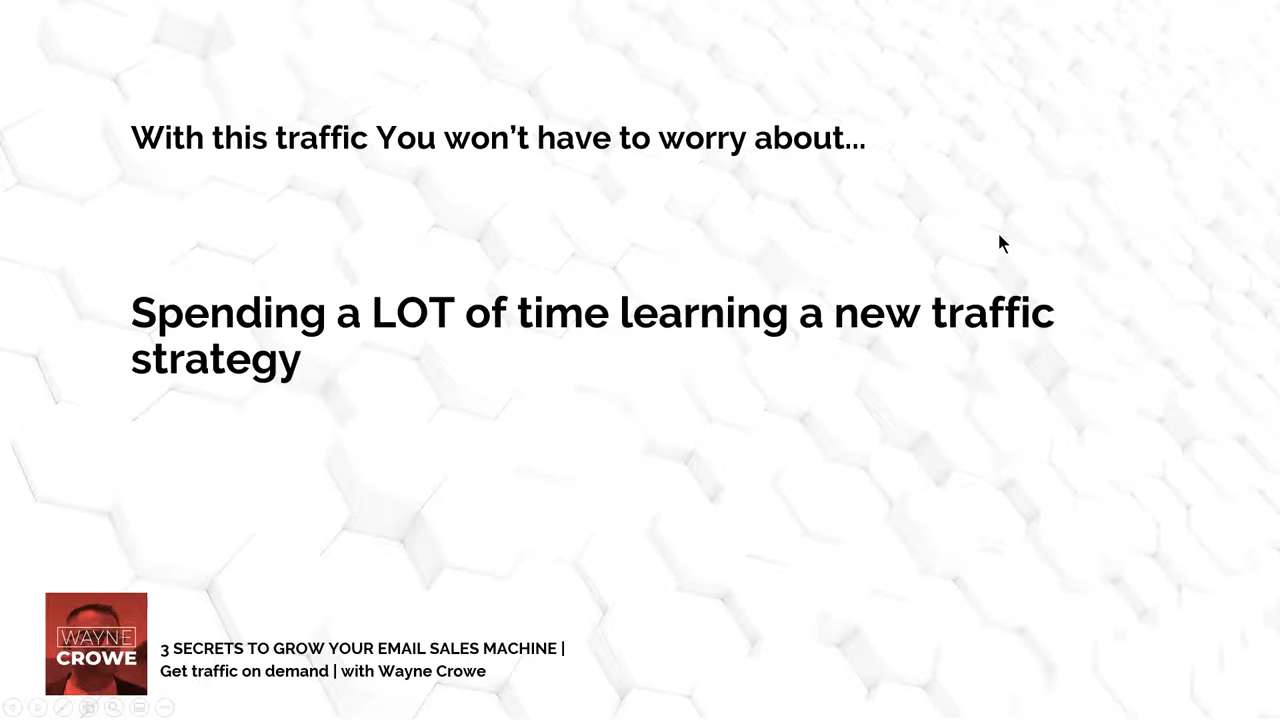 With this traffic You won’t have to worry about...
Spending a LOT of time learning a new traffic
strategy
WAYNE
CROWE
3 SECRETS TO GROW YOUR EMAIL SALES MACHINE |
Get traffic on demand | with Wayne Crowe